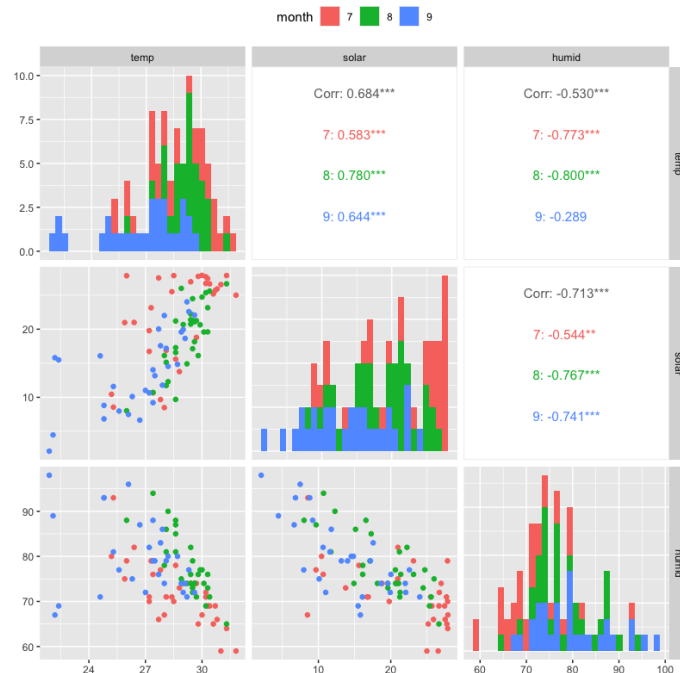 month 7 8 9
temp solar humid
10.0
7.5
5.0
2.5
0.0
Corr: 0.684***
7: 0.583***
8: 0.780***
9: 0.644***
Corr: -0.530***
7: -0.773***
8: -0.800***
9: -0.289
temp
20
10
Corr: -0.713***
7: -0.544**
8: -0.767***
9: -0.741***
solar
90
80
70
60
humid
24 27 30 10 20 60 70 80 90 100